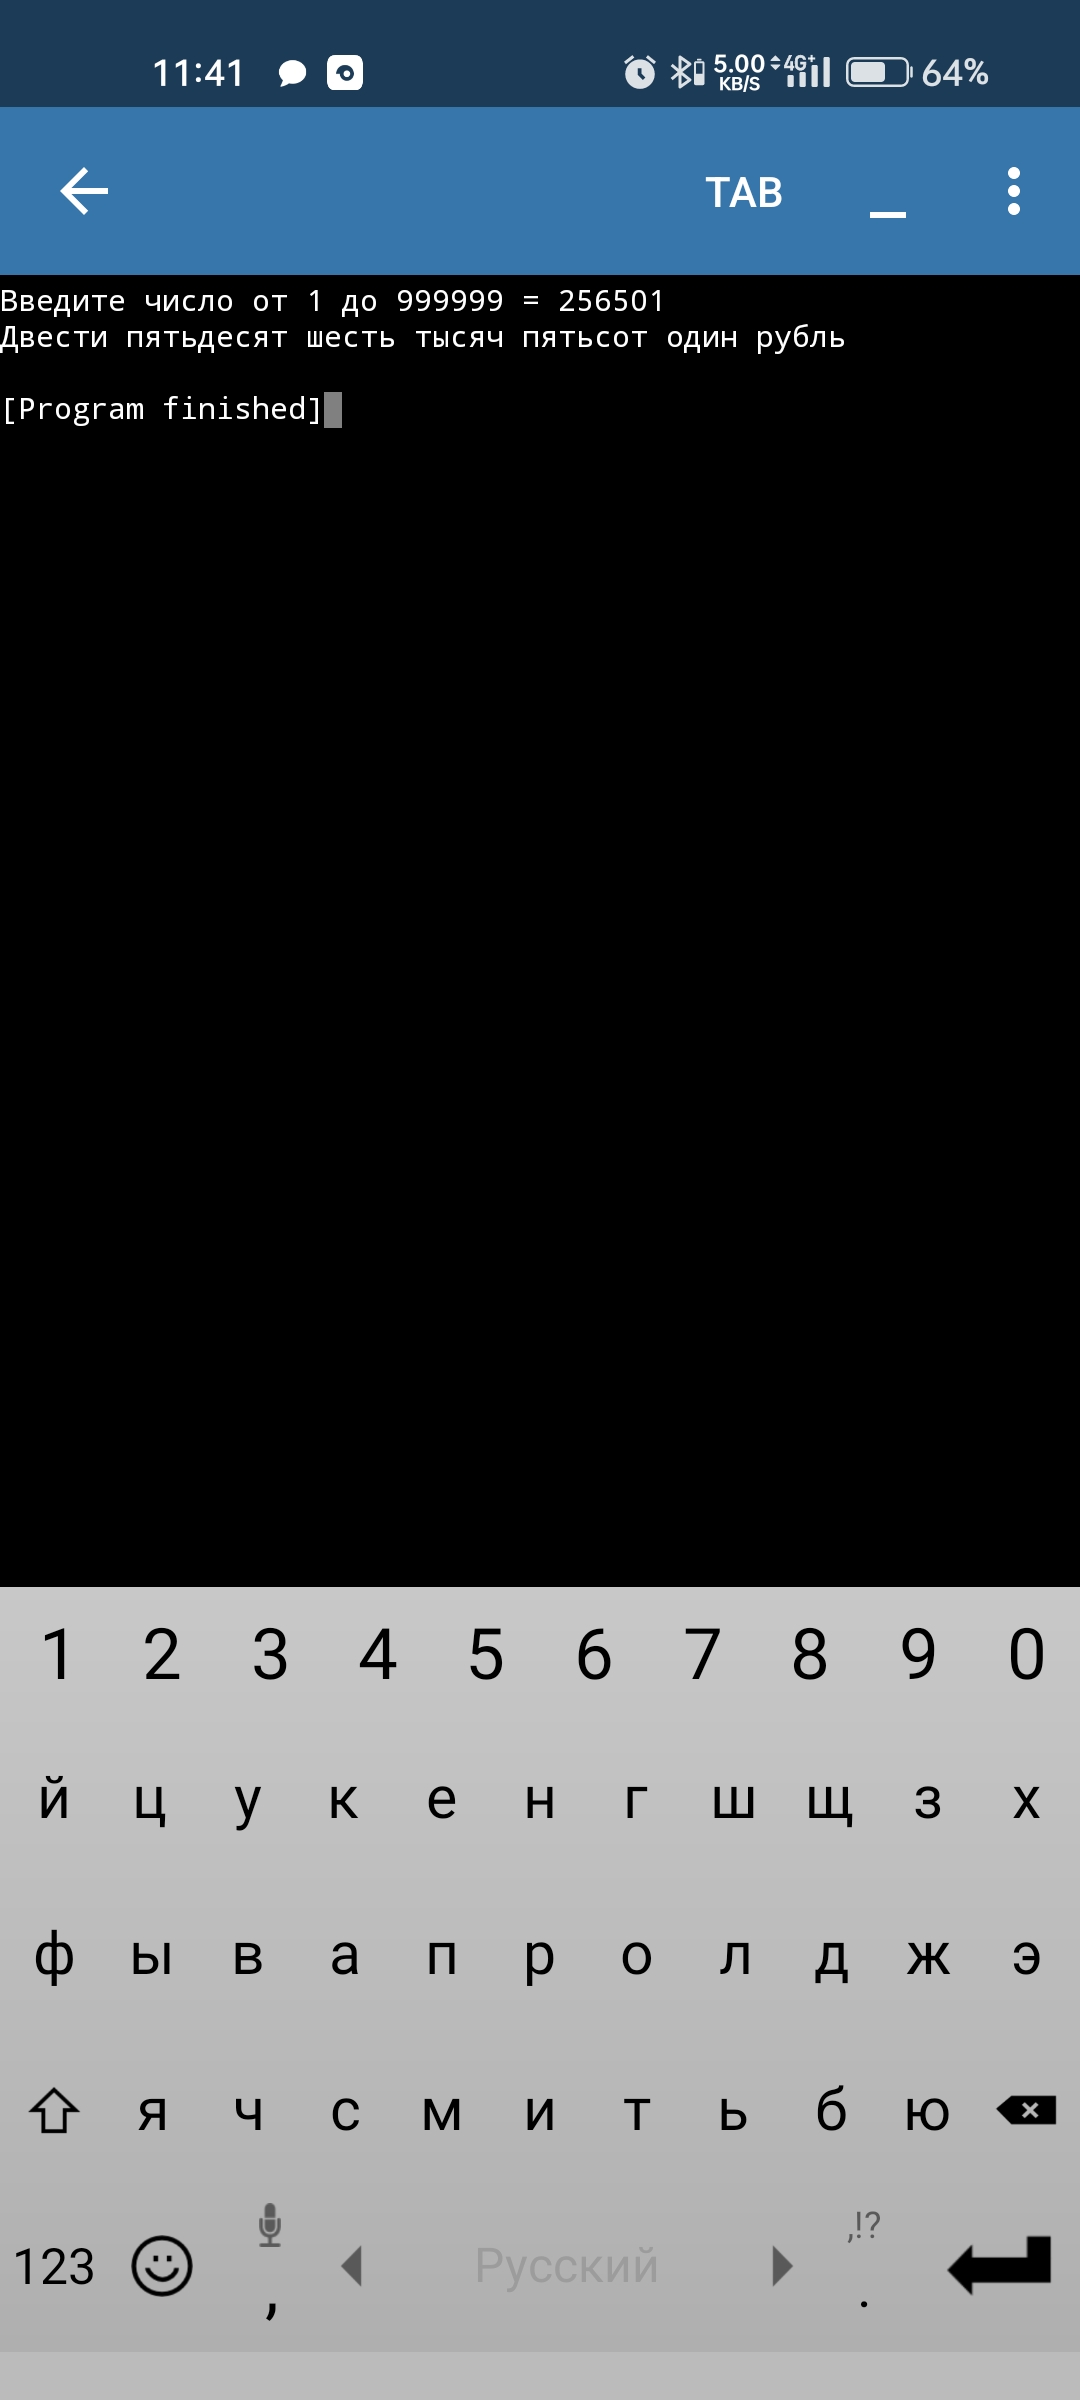 11:41 5.00 KB/S 4G+ 64%
TAB _
Введите число от 1 до 999999 = 256501
Двести пятьдесят шесть тысяч пятьсот один рубль
[Program finished]
1 2 3 4 5 6 7 8 9 0
й ц у к е н г ш щ з х
ф ы в а п р о л д ж э
я ч с м и т ь б ю
123 , Русский ,!? .